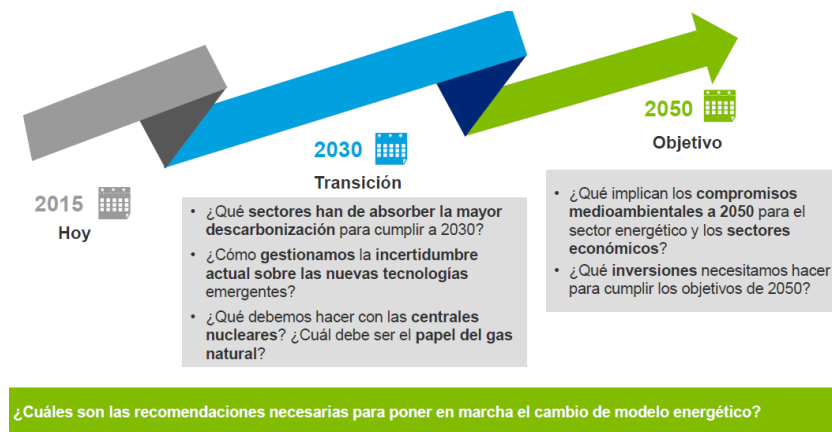 2015
Hoy
2030
Transición
• ¿Qué sectores han de absorber la mayor
descarbonización para cumplir a 2030?
• ¿Cómo gestionamos la incertidumbre
actual sobre las nuevas tecnologías
emergentes?
• ¿Qué debemos hacer con las centrales
nucleares? ¿Cuál debe ser el papel del gas
natural?
2050
Objetivo
• ¿Qué implican los compromisos
medioambientales a 2050 para el
sector energético y los sectores
económicos?
• ¿Qué inversiones necesitamos hacer
para cumplir los objetivos de 2050?
¿Cuáles son las recomendaciones necesarias para poner en marcha el cambio de modelo energético?